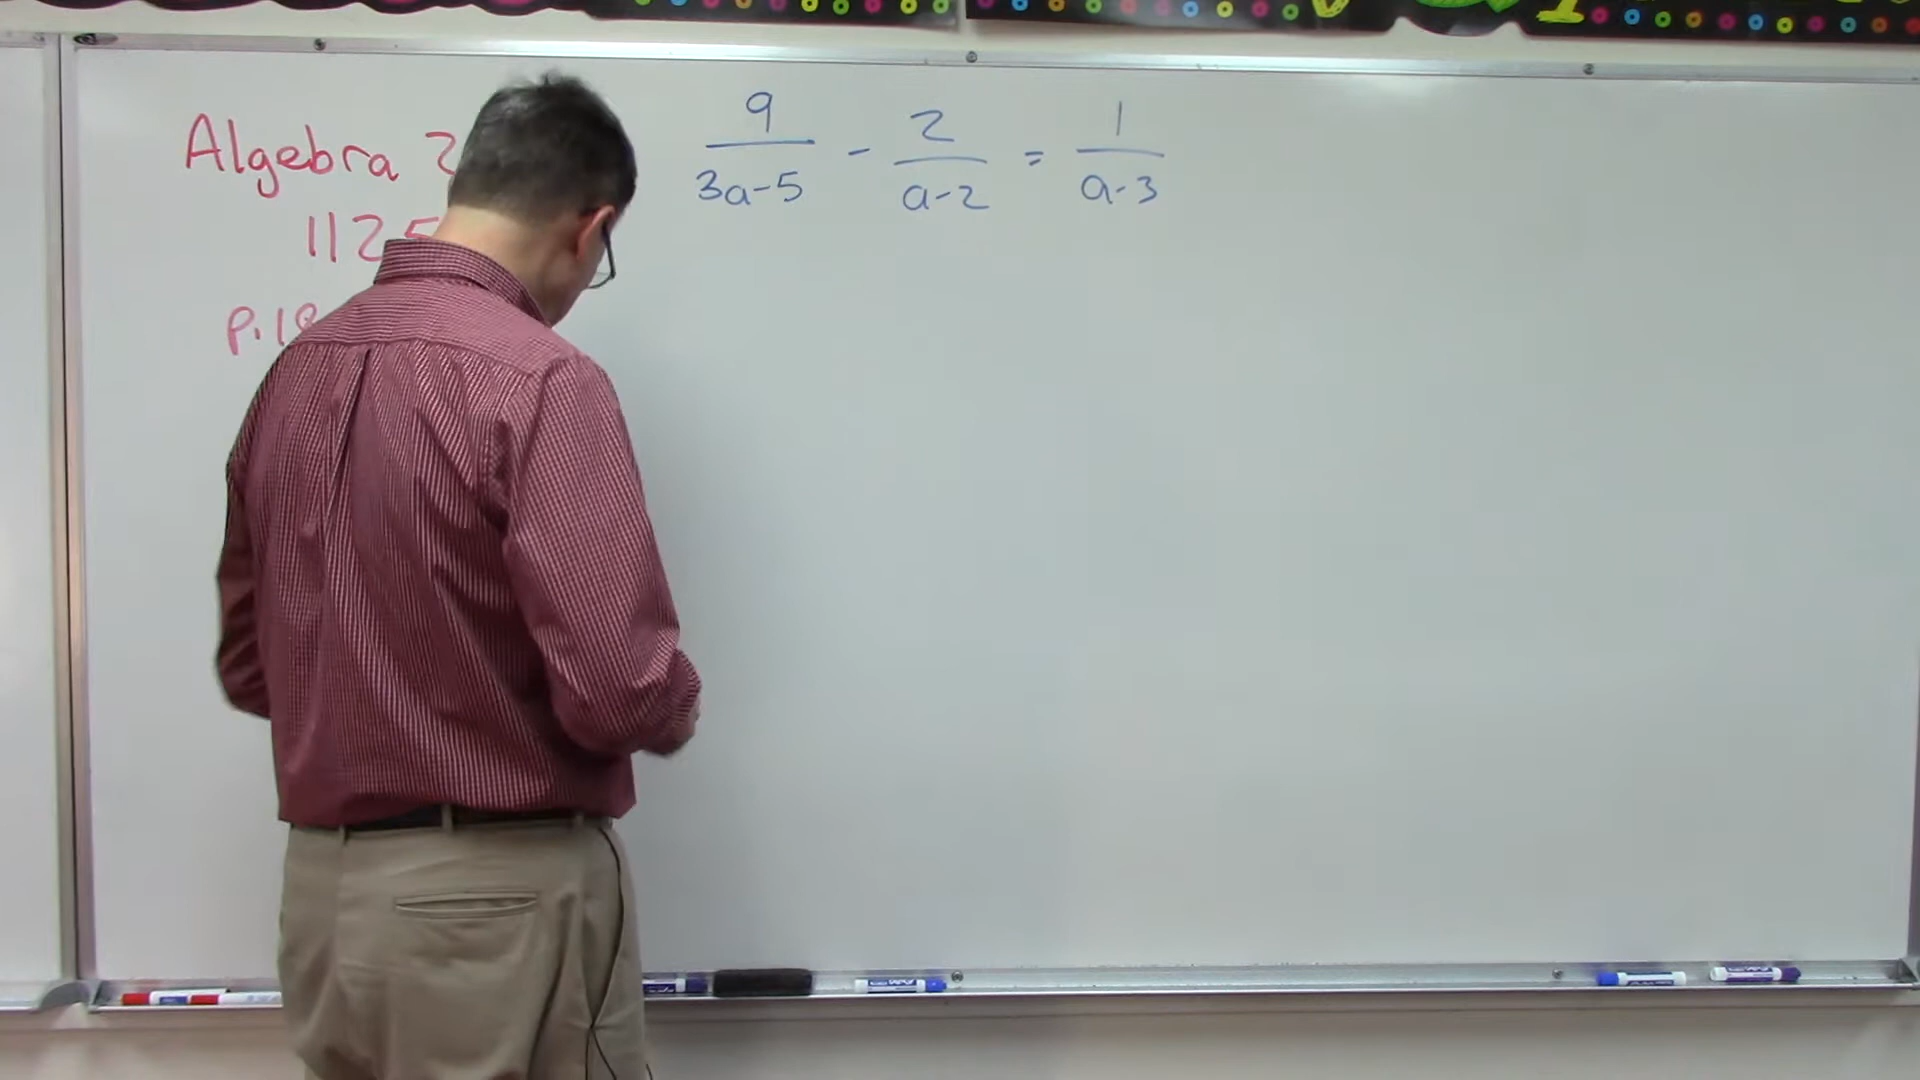 Algebra 2
1125
p. 18
9/(3a-5) - 2/(a-2) = 1/(a-3)